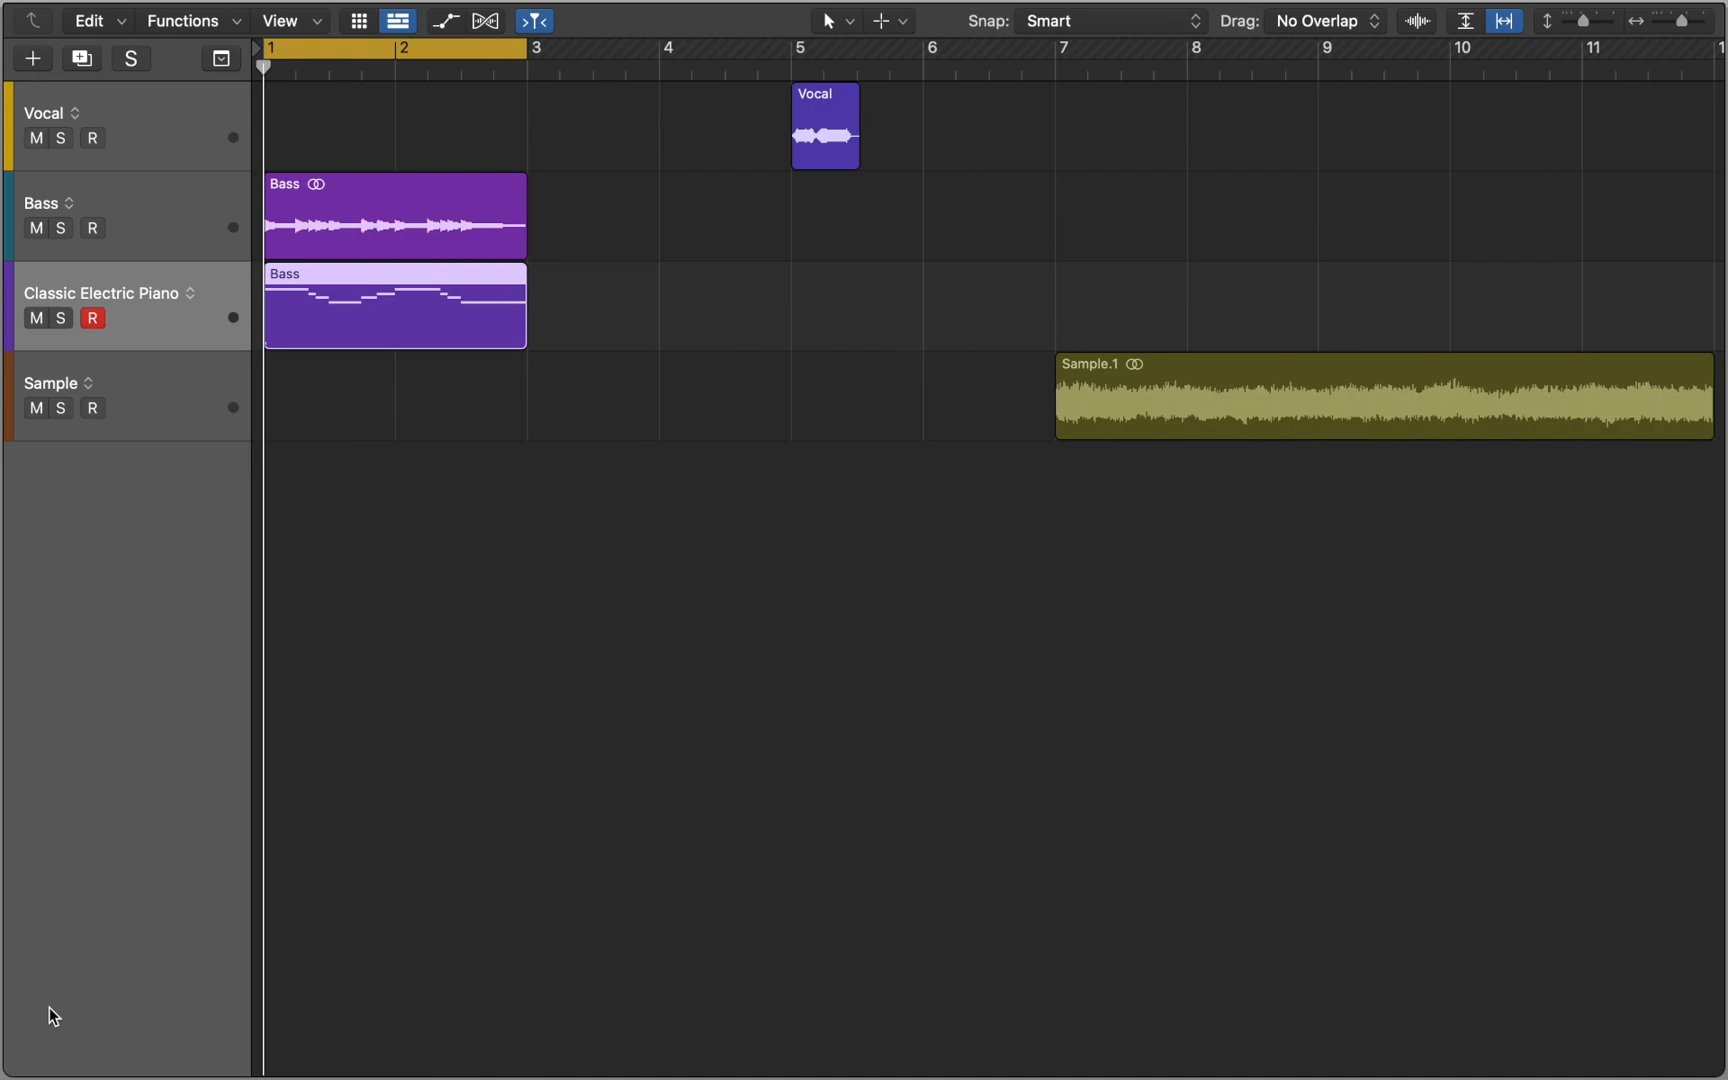 Edit Functions View Snap: Smart Drag: No Overlap
S 1 2 3 4 5 6 7 8 9 10 11 1
Vocal
M S R
Vocal
Bass
M S R
Bass
Classic Electric Piano
M S R
Bass
Sample
M S R
Sample.1